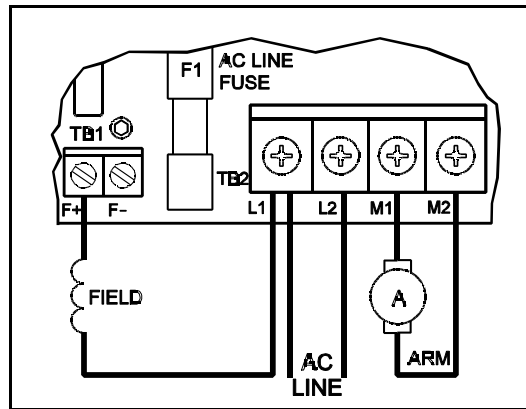 F1
AC LINE
FUSE
TB1
TB2
F+ F- L1 L2 M1 M2
FIELD
A
AC
LINE
ARM